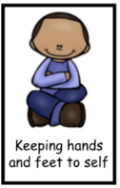 Keeping hands
and feet to self